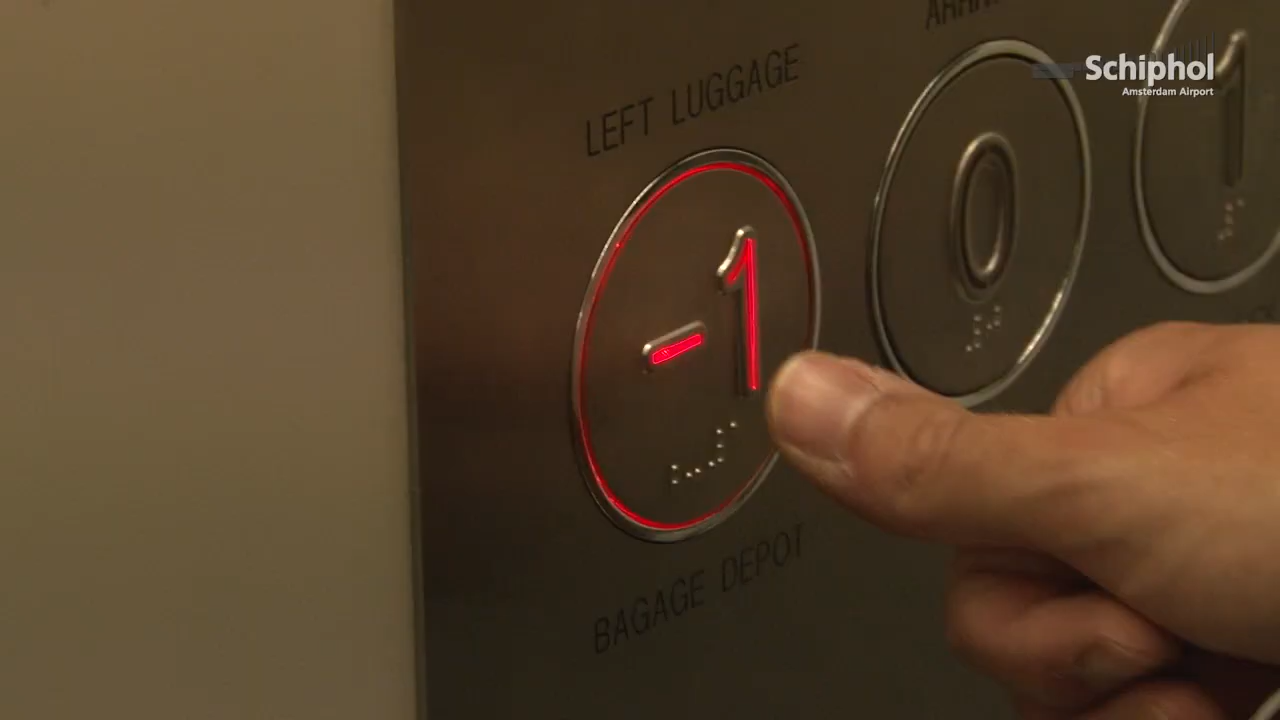 LEFT LUGGAGE
-1
BAGAGE DEPOT
0
1
Schiphol
Amsterdam Airport